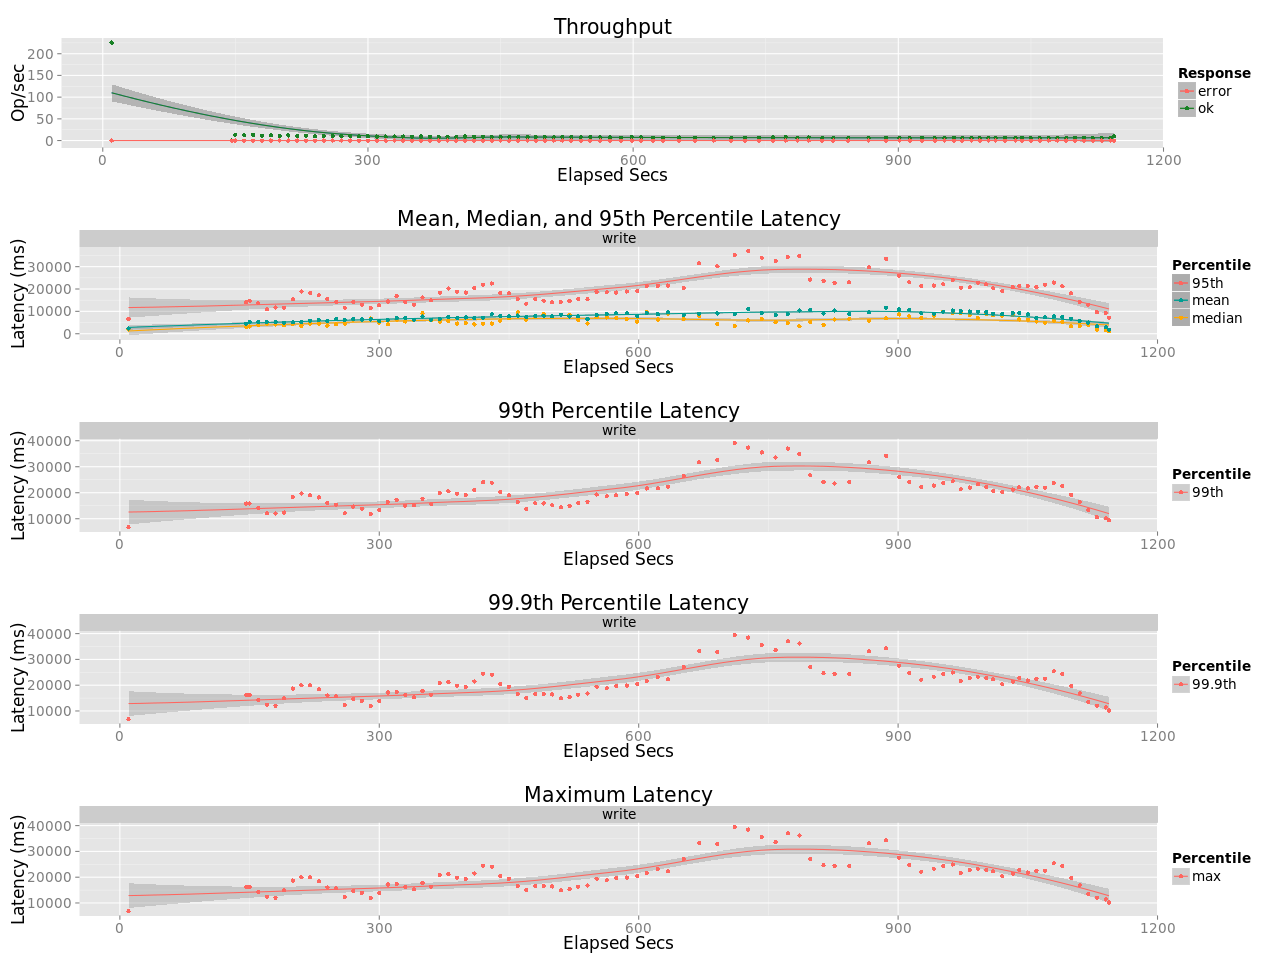 Throughput
Op/sec
200
150
100
50
0
0 300 600 900 1200
Elapsed Secs
Response
error
ok
Mean, Median, and 95th Percentile Latency
write
Latency (ms)
30000
20000
10000
0
0 300 600 900 1200
Elapsed Secs
Percentile
95th
mean
median
99th Percentile Latency
write
Latency (ms)
40000
30000
20000
10000
0 300 600 900 1200
Elapsed Secs
Percentile
99th
99.9th Percentile Latency
write
Latency (ms)
40000
30000
20000
10000
0 300 600 900 1200
Elapsed Secs
Percentile
99.9th
Maximum Latency
write
Latency (ms)
40000
30000
20000
10000
0 300 600 900 1200
Elapsed Secs
Percentile
max